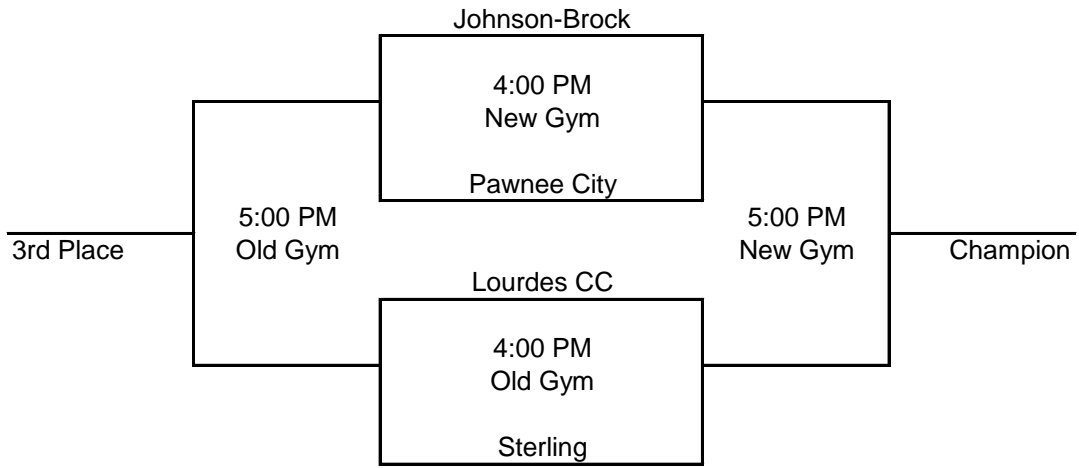 Johnson-Brock
4:00 PM
New Gym
Pawnee City
5:00 PM
Old Gym
5:00 PM
New Gym
3rd Place
Champion
Lourdes CC
4:00 PM
Old Gym
Sterling